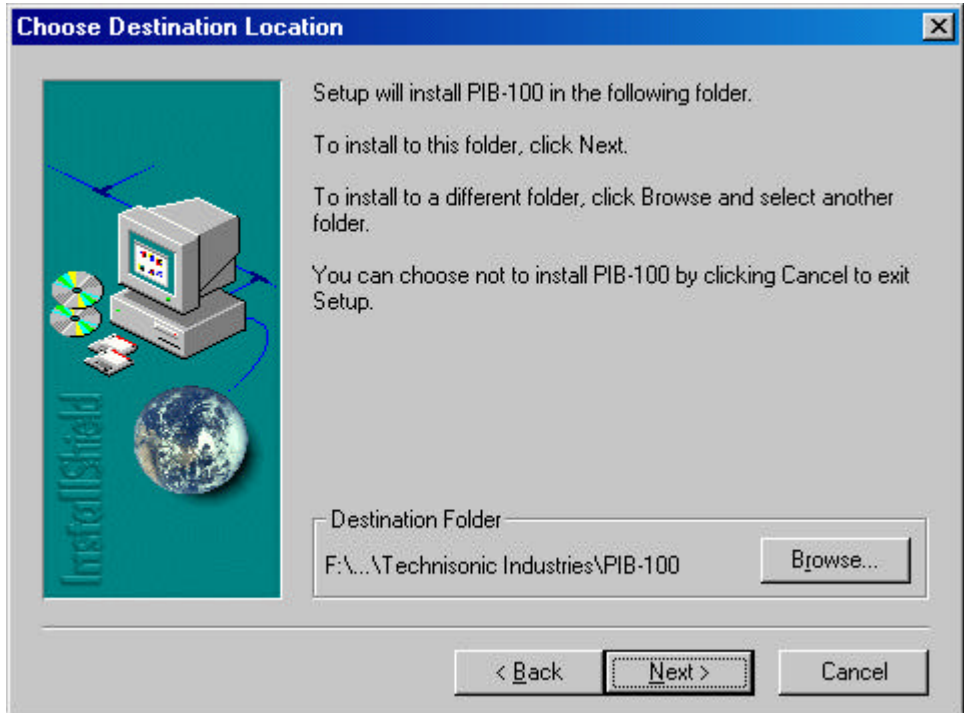 Choose Destination Location
Setup will install PIB-100 in the following folder.
To install to this folder, click Next.
To install to a different folder, click Browse and select another
folder.
You can choose not to install PIB-100 by clicking Cancel to exit
Setup.
InstallShield
Destination Folder
F:\...\Technisonic Industries\PIB-100
Browse...
< Back
Next >
Cancel